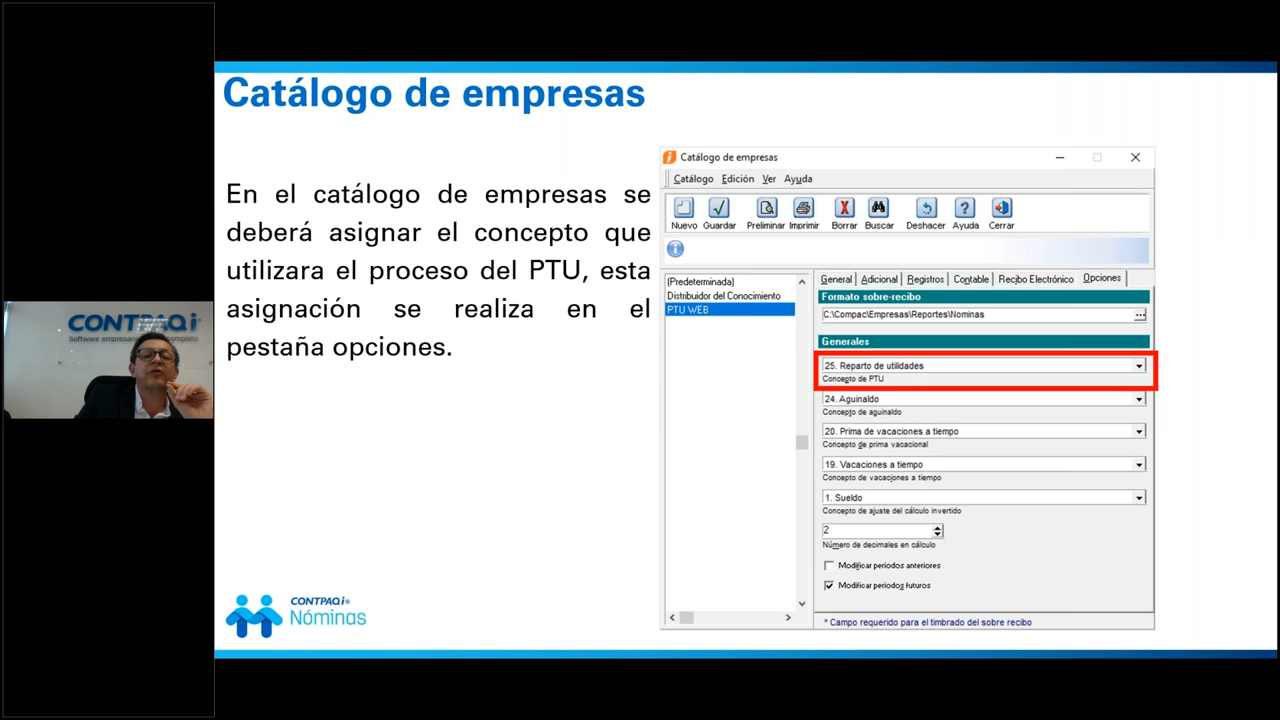 Catálogo de empresas
En el catálogo de empresas se
deberá asignar el concepto que
utilizara el proceso del PTU, esta
asignación se realiza en el
pestaña opciones.
CONTPAQi
Software empresarial completo
CONTPAQi®
Nóminas
Catálogo de empresas
Catálogo Edición Ver Ayuda
Nuevo Guardar Preliminar Imprimir Borrar Buscar Deshacer Ayuda Cerrar
(Predeterminada)
Distribuidor del Conocimiento
PTU WEB
General Adicional Registros Contable Recibo Electrónico Opciones
Formato sobre-recibo
C:\Compac\Empresas\Reportes\Nominas ...
Generales
25. Reparto de utilidades
Concepto de PTU
24. Aguinaldo
Concepto de aguinaldo
20. Prima de vacaciones a tiempo
Concepto de prima vacacional
19. Vacaciones a tiempo
Concepto de vacaciones a tiempo
1. Sueldo
Concepto de ajuste del cálculo invertido
2
Número de decimales en cálculo
Modificar periodos anteriores
Modificar periodos futuros
* Campo requerido para el timbrado del sobre recibo